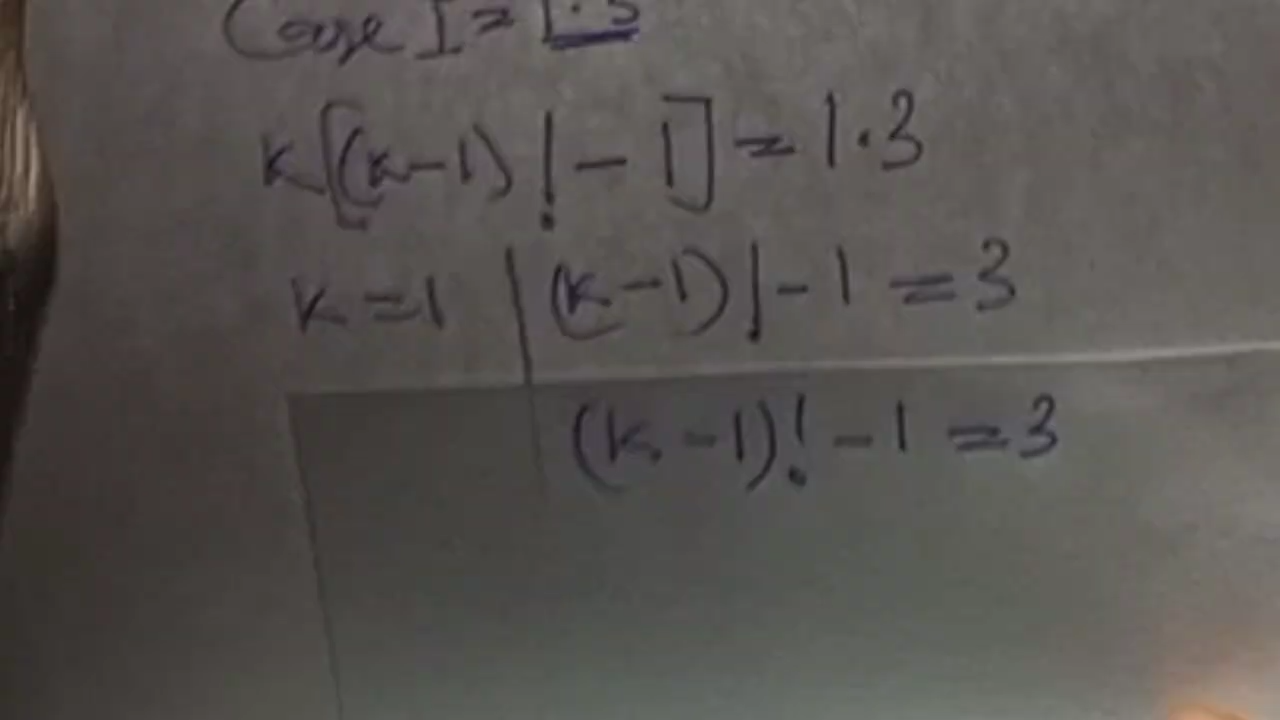 Case I = 1.3
k[(k-1)! - 1] = 1.3
k = 1 | (k-1)! - 1 = 3
(k-1)! - 1 = 3